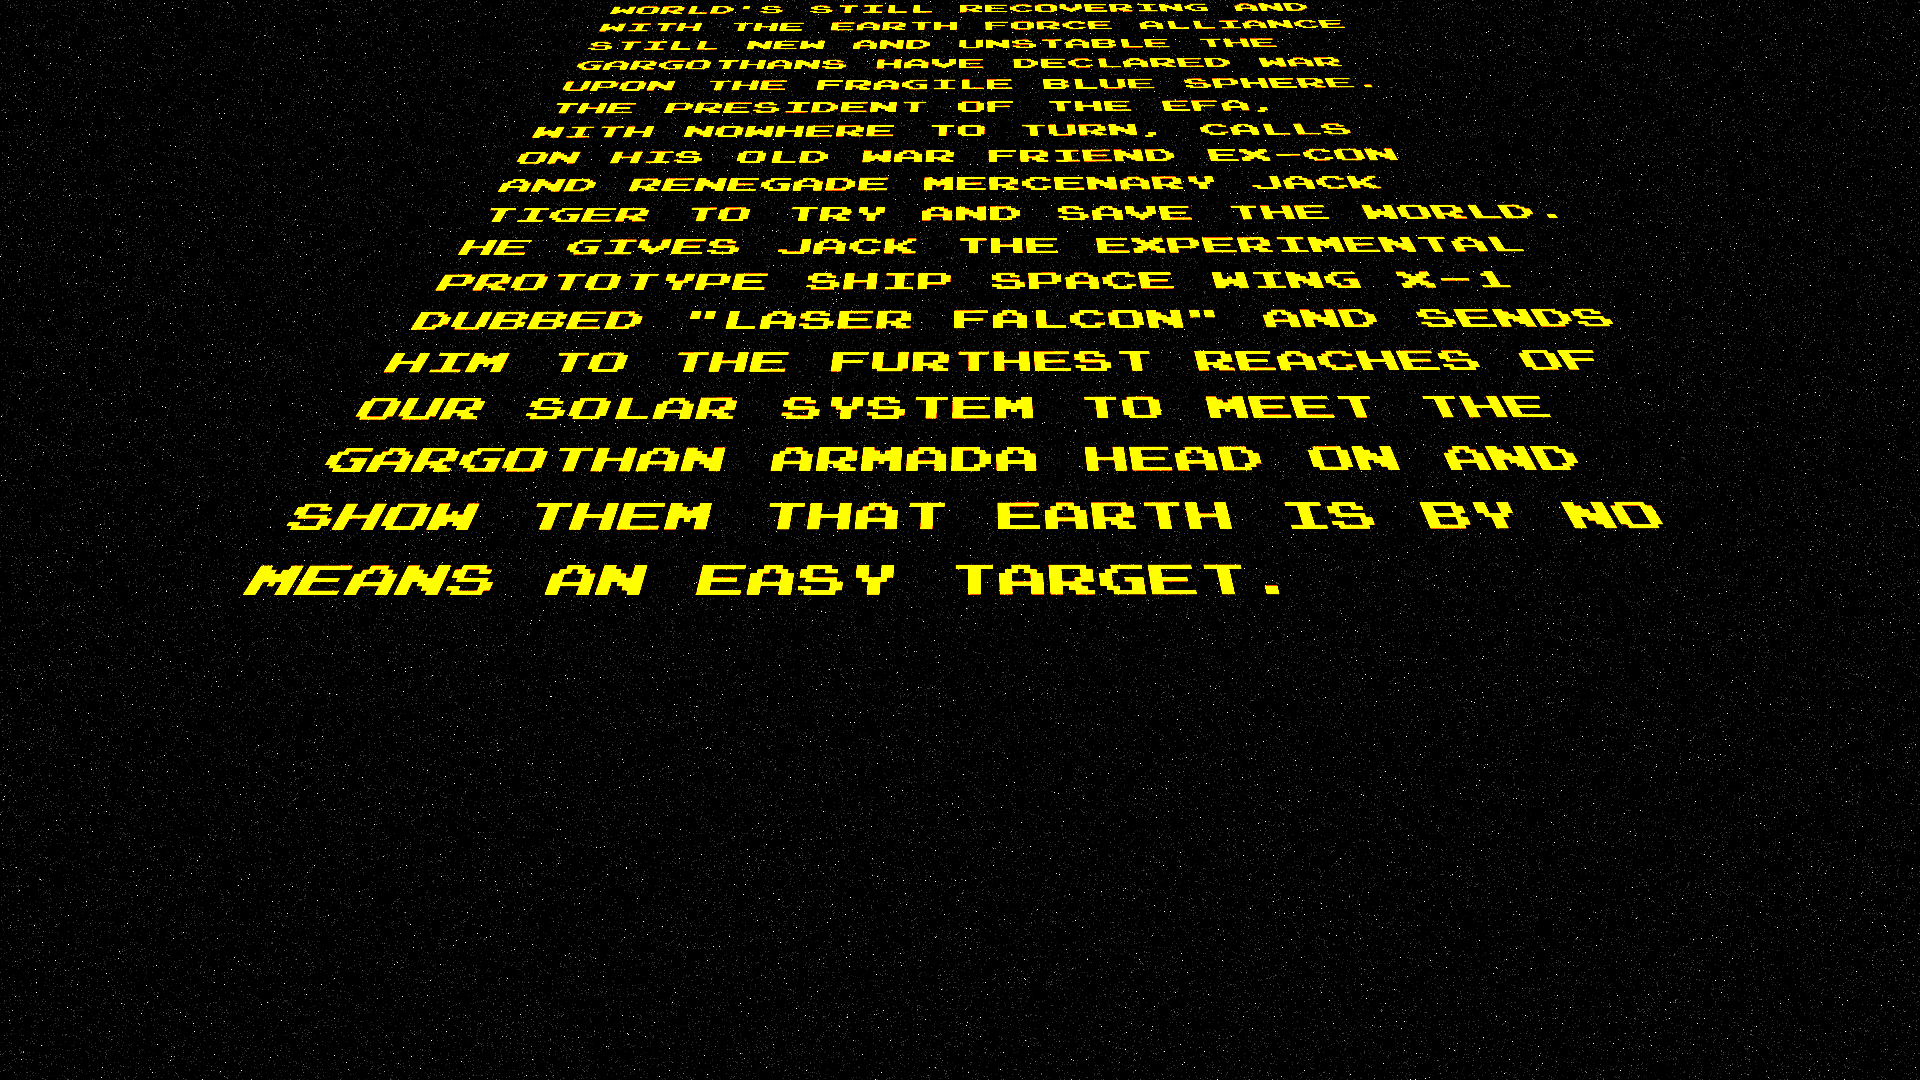 WORLD'S STILL RECOVERING AND
WITH THE EARTH FORCE ALLIANCE
STILL NEW AND UNSTABLE THE
GARGOTHANS HAVE DECLARED WAR
UPON THE FRAGILE BLUE SPHERE.
THE PRESIDENT OF THE EFA,
WITH NOWHERE TO TURN, CALLS
ON HIS OLD WAR FRIEND EX-CON
AND RENEGADE MERCENARY JACK
TIGER TO TRY AND SAVE THE WORLD.
HE GIVES JACK THE EXPERIMENTAL
PROTOTYPE SHIP SPACE WING X-1
DUBBED "LASER FALCON" AND SENDS
HIM TO THE FURTHEST REACHES OF
OUR SOLAR SYSTEM TO MEET THE
GARGOTHAN ARMADA HEAD ON AND
SHOW THEM THAT EARTH IS BY NO
MEANS AN EASY TARGET.